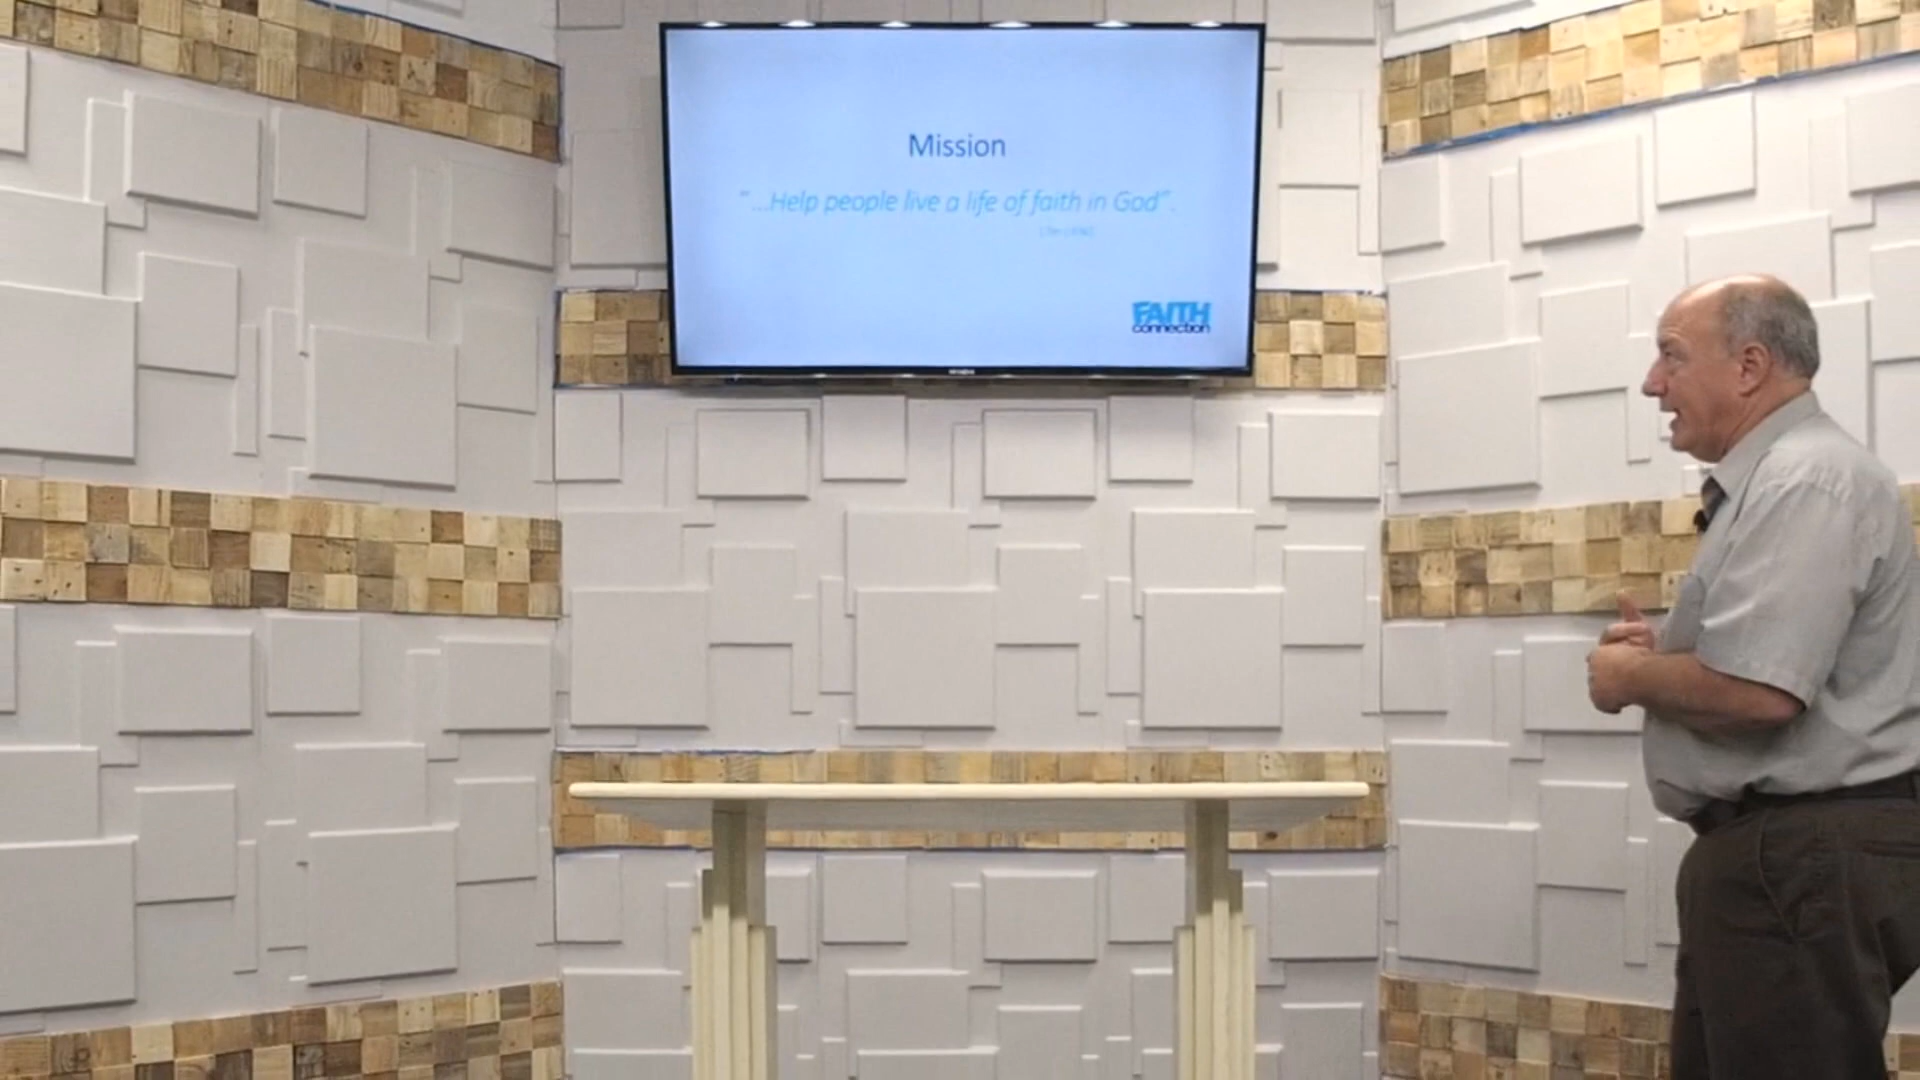 Mission
"...Help people live a life of faith in God".
FAITH
connection